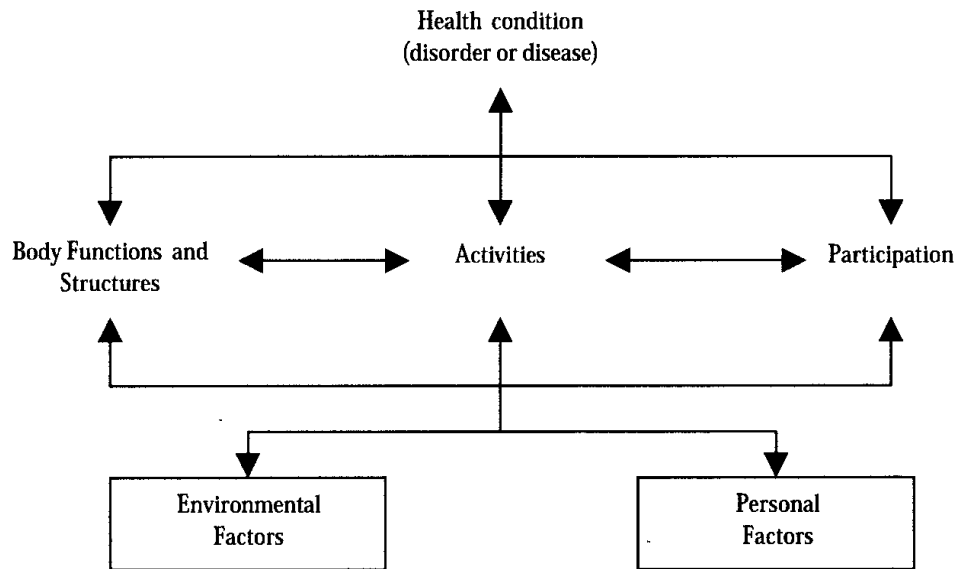 Health condition
(disorder or disease)
Body Functions and
Structures
Activities
Participation
Environmental
Factors
Personal
Factors